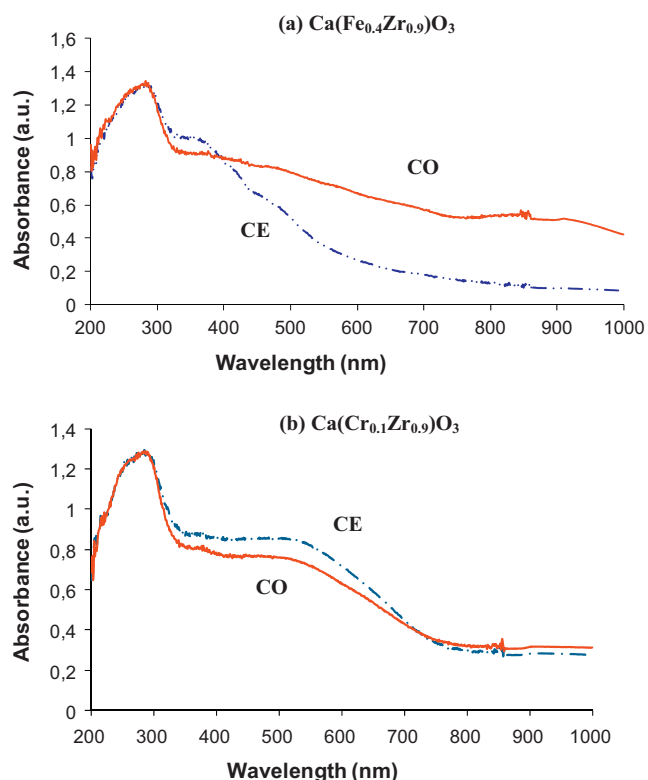 (a) Ca(Fe₀.₄Zr₀.₉)O₃
1,6
1,4
1,2
1
0,8
0,6
0,4
0,2
0
Absorbance (a.u.)
CO
CE
200 300 400 500 600 700 800 900 1000
Wavelength (nm)
(b) Ca(Cr₀.₁Zr₀.₉)O₃
1,4
1,2
1
0,8
0,6
0,4
0,2
0
Absorbance (a.u.)
CE
CO
200 300 400 500 600 700 800 900 1000
Wavelength (nm)